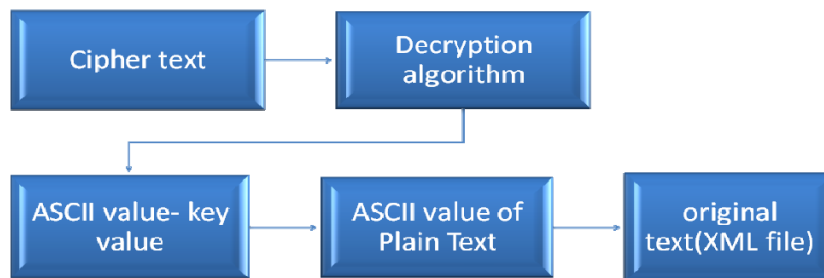 Cipher text
Decryption
algorithm
ASCII value- key
value
ASCII value of
Plain Text
original
text(XML file)